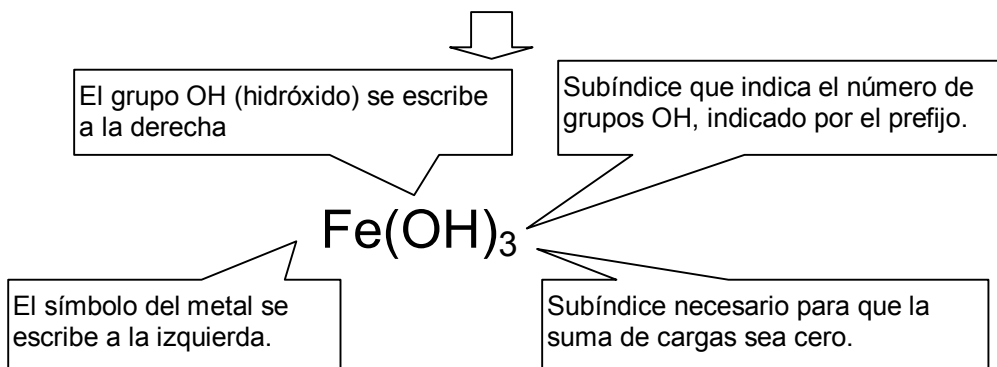 El grupo OH (hidróxido) se escribe
a la derecha
Subíndice que indica el número de
grupos OH, indicado por el prefijo.
Fe(OH)₃
El símbolo del metal se
escribe a la izquierda.
Subíndice necesario para que la
suma de cargas sea cero.